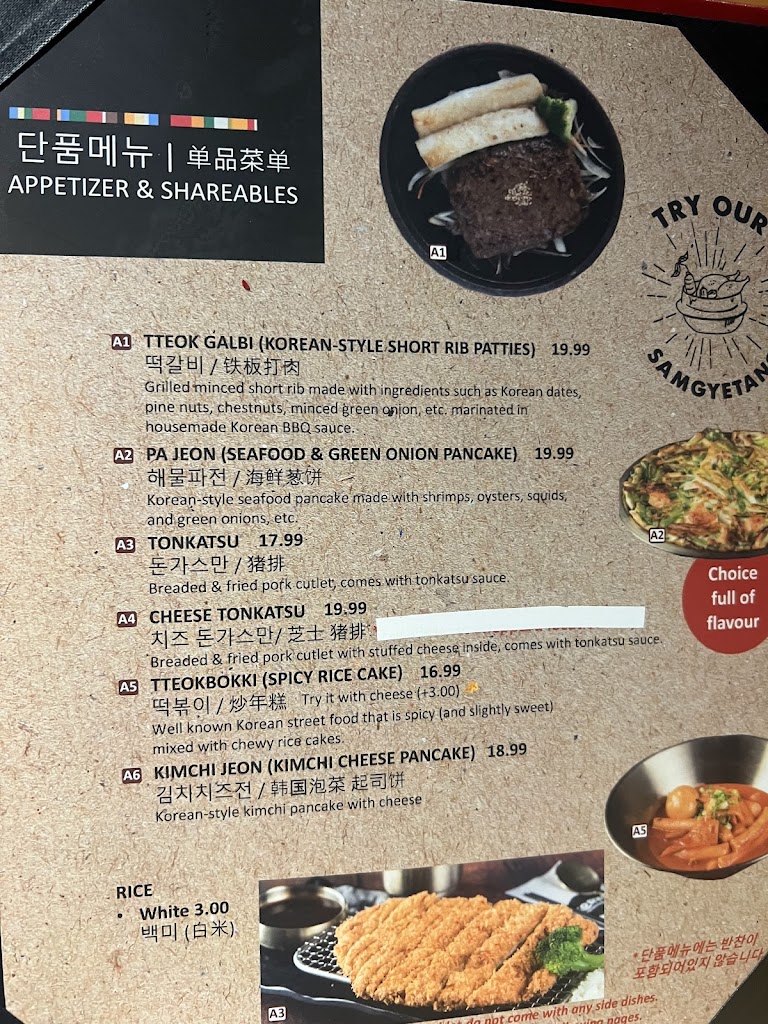 단품메뉴 | 单品菜单
APPETIZER & SHAREABLES
A1
TRY OUR
SAMGYETANG
A1 TTEOK GALBI (KOREAN-STYLE SHORT RIB PATTIES) 19.99
떡갈비 / 铁板打肉
Grilled minced short rib made with ingredients such as Korean dates,
pine nuts, chestnuts, minced green onion, etc. marinated in
housemade Korean BBQ sauce.
A2 PA JEON (SEAFOOD & GREEN ONION PANCAKE) 19.99
해물파전 / 海鲜葱饼
Korean-style seafood pancake made with shrimps, oysters, squids,
and green onions, etc.
A2
A3 TONKATSU 17.99
돈가스만 / 猪排
Breaded & fried pork cutlet, comes with tonkatsu sauce.
Choice
full of
flavour
A4 CHEESE TONKATSU 19.99
치즈 돈가스만/ 芝士 猪排
Breaded & fried pork cutlet with stuffed cheese inside, comes with tonkatsu sauce.
A5 TTEOKBOKKI (SPICY RICE CAKE) 16.99
떡볶이 / 炒年糕 Try it with cheese (+3.00)
Well known Korean street food that is spicy (and slightly sweet)
mixed with chewy rice cakes.
A6 KIMCHI JEON (KIMCHI CHEESE PANCAKE) 18.99
김치치즈전 / 韩国泡菜 起司饼
Korean-style kimchi pancake with cheese
A5
RICE
• White 3.00
백미 (白米)
A3
*단품메뉴에는 반찬이
포함되어있지 않습니다
do not come with any side dishes.
pages.